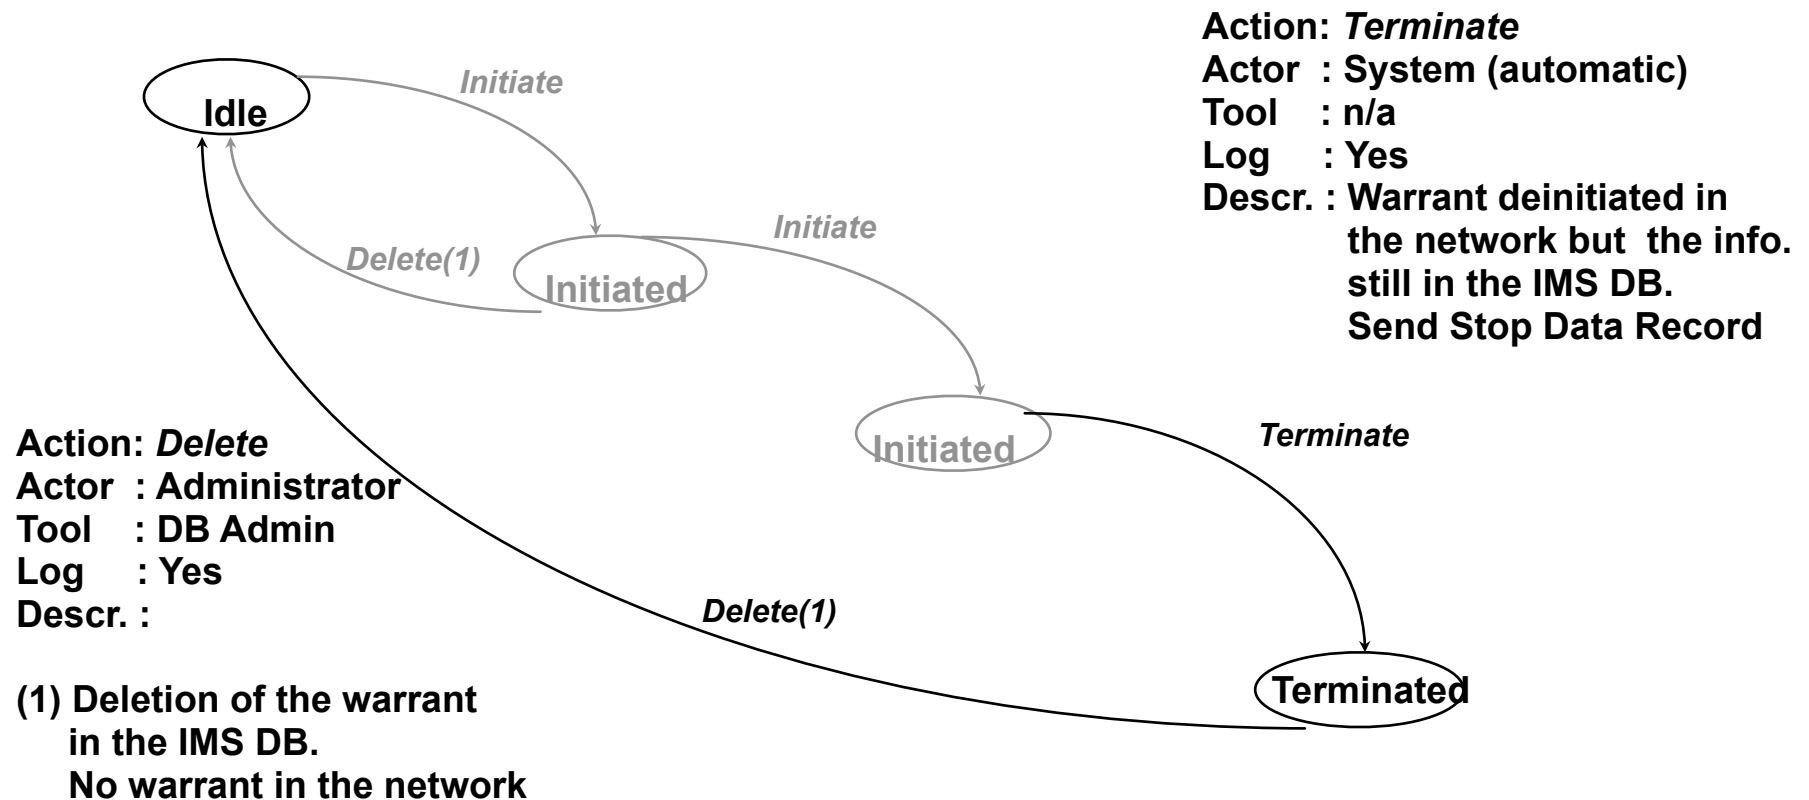 Action: Terminate
Actor : System (automatic)
Tool : n/a
Log : Yes
Descr. : Warrant deinitiated in
the network but the info.
still in the IMS DB.
Send Stop Data Record
Idle
Initiate
Initiate
Delete(1)
Initiated
Initiated
Terminate
Action: Delete
Actor : Administrator
Tool : DB Admin
Log : Yes
Descr. :
Delete(1)
Terminated
(1) Deletion of the warrant
in the IMS DB.
No warrant in the network